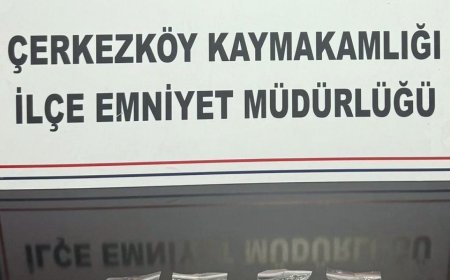 ÇERKEZKÖY KAYMAKAMLIĞI
İLÇE EMNİYET MÜDÜRLÜĞÜ